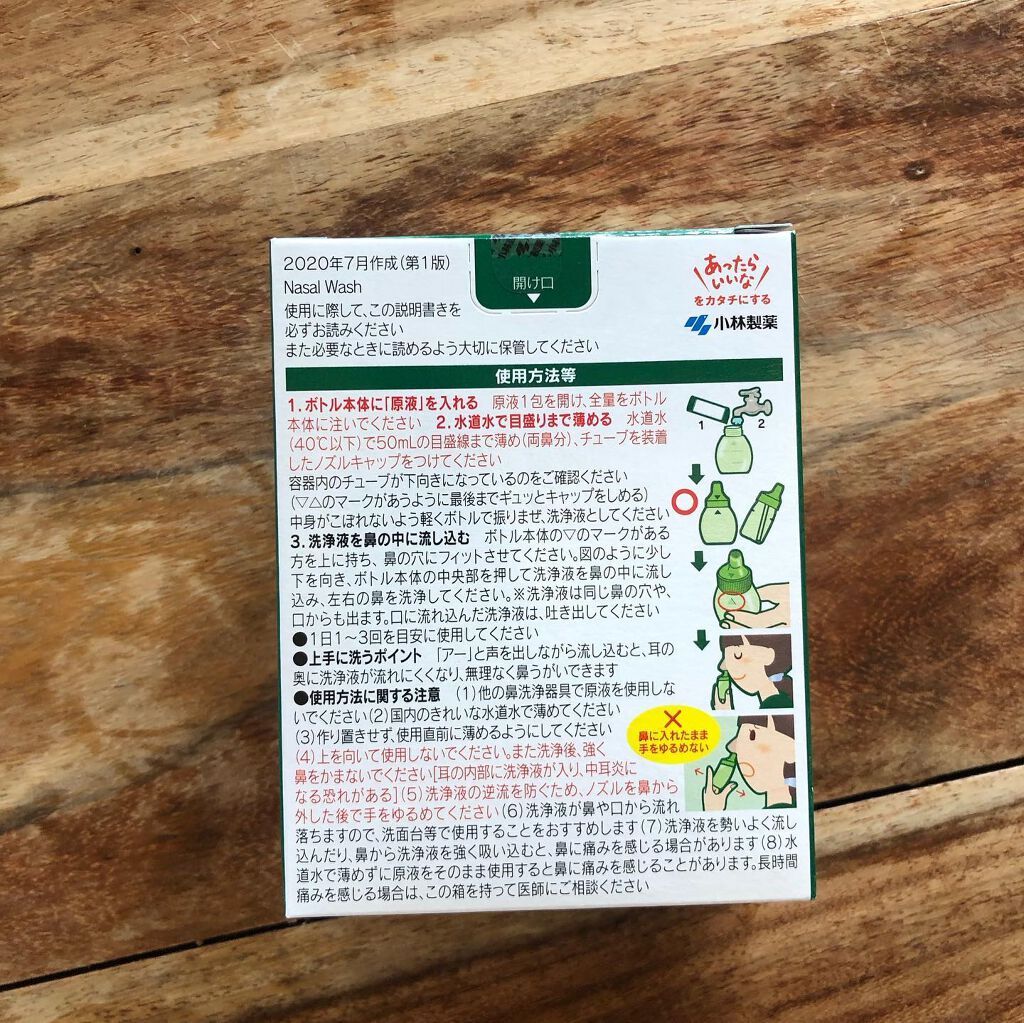 2020年7月作成(第1版)
Nasal Wash
使用に際して、この説明書きを
必ずお読みください
また必要なときに読めるよう大切に保管してください
開け口
あったら
いいな
をカタチにする
小林製薬
使用方法等
1.ボトル本体に「原液」を入れる 原液1包を開け、全量をボトル
本体に注いでください 2.水道水で目盛りまで薄める 水道水
(40℃以下)で50mLの目盛線まで薄め(両鼻分)、チューブを装着
したノズルキャップをつけてください
容器内のチューブが下向きになっているのをご確認ください
(▽△のマークがあうように最後までギュッとキャップをしめる)
中身がこぼれないよう軽くボトルで振りまぜ、洗浄液としてください
3.洗浄液を鼻の中に流し込む ボトル本体の▽のマークがある
方を上に持ち、鼻の穴にフィットさせてください。図のように少し
下を向き、ボトル本体の中央部を押して洗浄液を鼻の中に流し
込み、左右の鼻を洗浄してください。※洗浄液は同じ鼻の穴や、
口からも出ます。口に流れ込んだ洗浄液は、吐き出してください
●1日1〜3回を目安に使用してください
●上手に洗うポイント 「アー」と声を出しながら流し込むと、耳の
奥に洗浄液が流れにくくなり、無理なく鼻うがいできます
●使用方法に関する注意 (1)他の鼻洗浄器具で原液を使用しな
いでください(2)国内のきれいな水道水で薄めてください
(3)作り置きせず、使用直前に薄めるようにしてください
(4)上を向いて使用しないでください。また洗浄後、強く
鼻をかまないでください[耳の内部に洗浄液が入り、中耳炎に
なる恐れがある](5)洗浄液の逆流を防ぐため、ノズルを鼻から
外した後で手をゆるめてください(6)洗浄液が鼻や口から流れ
落ちますので、洗面台等で使用することをおすすめします(7)洗浄液を勢いよく流し
込んだり、鼻から洗浄液を強く吸い込むと、鼻に痛みを感じる場合があります(8)水
道水で薄めずに原液をそのまま使用すると鼻に痛みを感じることがあります。長時間
痛みを感じる場合は、この箱を持って医師にご相談ください
1
2
鼻に入れたまま
手をゆるめない